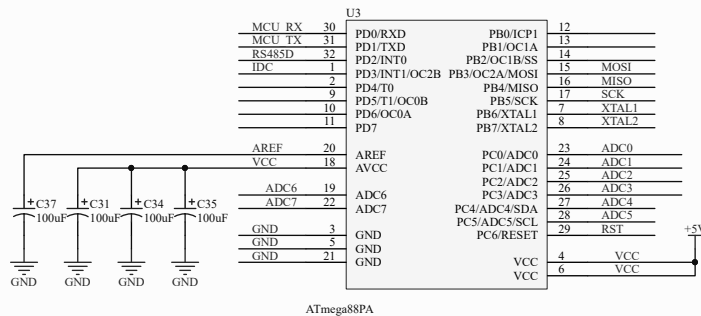 U3
MCU_RX 30 PD0/RXD PB0/ICP1 12
MCU_TX 31 PD1/TXD PB1/OC1A 13
RS485D 32 PD2/INT0 PB2/OC1B/SS 14
IDC 1 PD3/INT1/OC2B PB3/OC2A/MOSI 15 MOSI
2 PD4/T0 PB4/MISO 16 MISO
9 PD5/T1/OC0B PB5/SCK 17 SCK
10 PD6/OC0A PB6/XTAL1 7 XTAL1
11 PD7 PB7/XTAL2 8 XTAL2
AREF 20 AREF PC0/ADC0 23 ADC0
VCC 18 AVCC PC1/ADC1 24 ADC1
PC2/ADC2 25 ADC2
ADC6 19 ADC6 PC3/ADC3 26 ADC3
ADC7 22 ADC7 PC4/ADC4/SDA 27 ADC4
PC5/ADC5/SCL 28 ADC5
GND 3 GND PC6/RESET 29 RST
GND 5 GND
GND 21 GND VCC 4 VCC
VCC 6 VCC
+5V
+ C37 + C31 + C34 + C35
100uF 100uF 100uF 100uF
GND GND GND GND
ATmega88PA